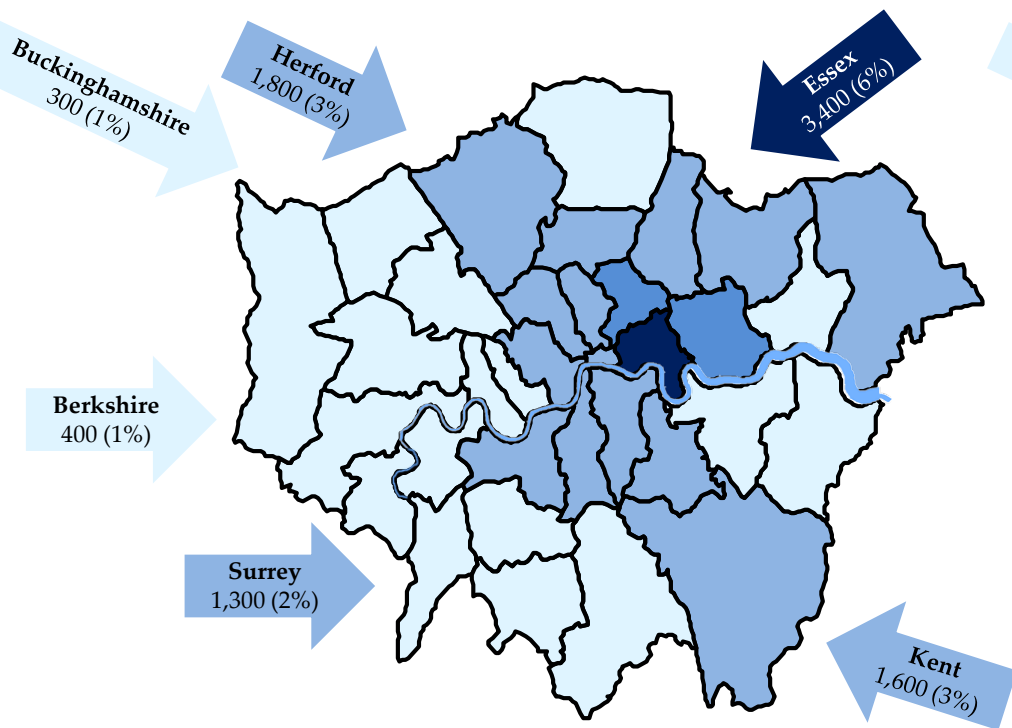 Buckinghamshire
300 (1%)
Herford
1,800 (3%)
Essex
3,400 (6%)
Berkshire
400 (1%)
Surrey
1,300 (2%)
Kent
1,600 (3%)